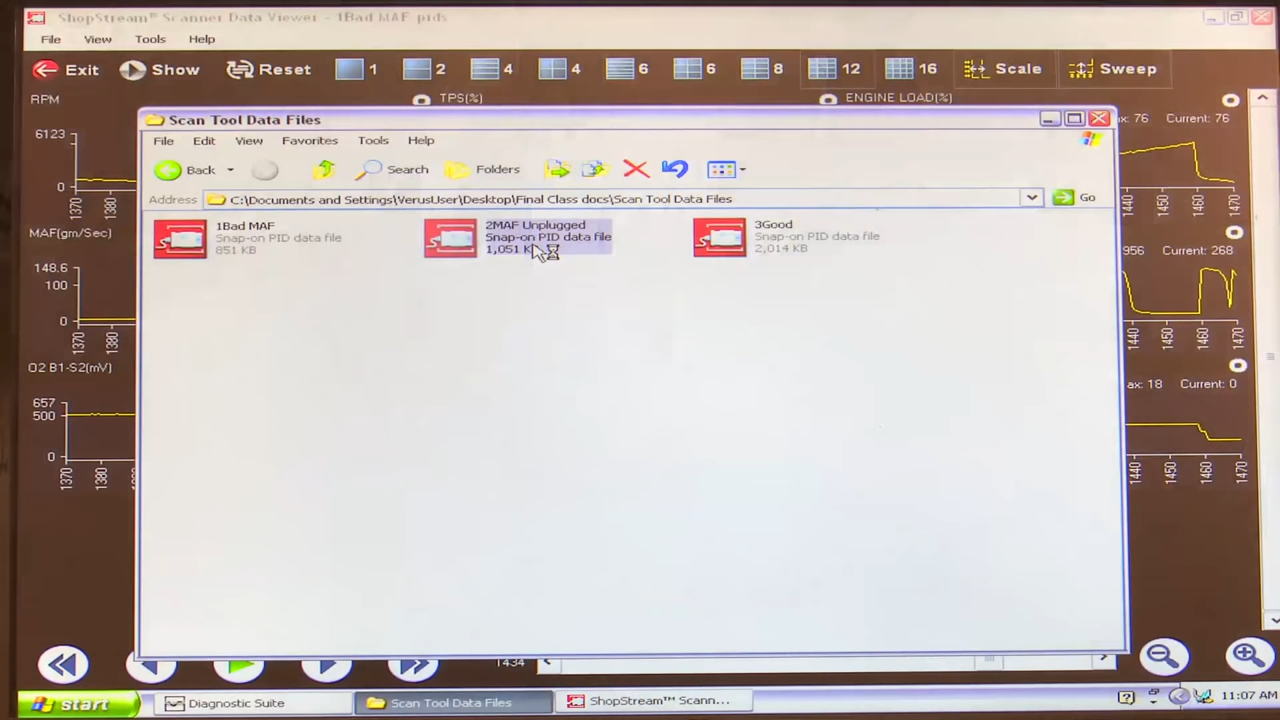 ShopStream™ Scanner Data Viewer - 1Bad MAF pids
File View Tools Help
Exit Show Reset 1 2 4 4 6 6 8 12 16 Scale Sweep
RPM TPS(%) ENGINE LOAD(%)
Scan Tool Data Files
x: 76 Current: 76
6123
0
1370
1380
File Edit View Favorites Tools Help
Back Search Folders
Address C:\Documents and Settings\VerusUser\Desktop\Final Class docs\Scan Tool Data Files Go
1Bad MAF
Snap-on PID data file
851 KB
2MAF Unplugged
Snap-on PID data file
1,051 K
3Good
Snap-on PID data file
2,014 KB
MAF(gm/Sec)
148.6
100
0
1370
1380
956 Current: 268
1440
1450
1460
1470
O2 B1-S2(mV)
657
500
0
1370
1380
ax: 18 Current: 0
1440
1450
1460
1470
1434
start Diagnostic Suite Scan Tool Data Files ShopStream™ Scann... 11:07 AM